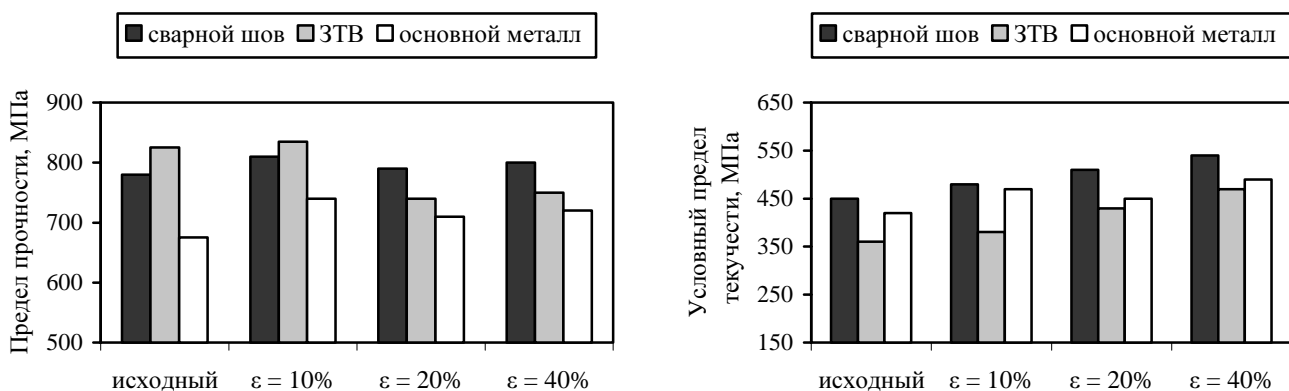 сварной шов ЗТВ основной металл
Предел прочности, МПа
900
800
700
600
500
исходный ε = 10% ε = 20% ε = 40%
сварной шов ЗТВ основной металл
Условный предел
текучести, МПа
650
550
450
350
250
150
исходный ε = 10% ε = 20% ε = 40%